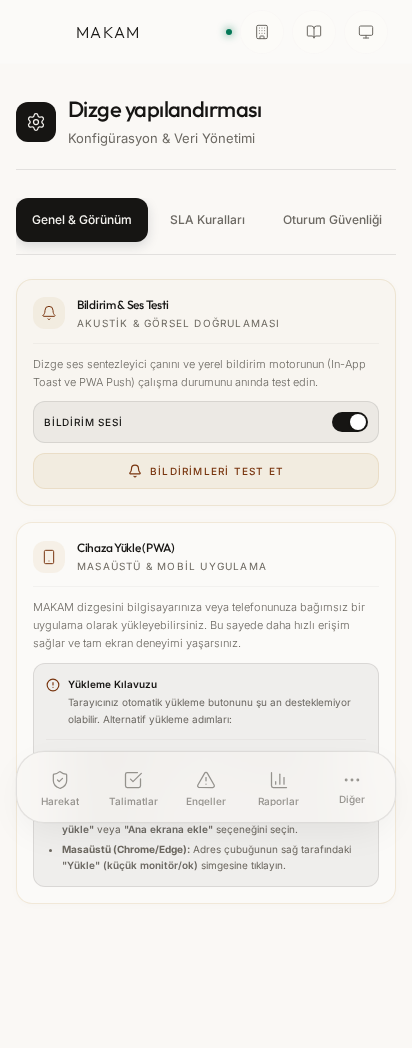 MAKAM
Dizge yapılandırması
Konfigürasyon & Veri Yönetimi
Genel & Görünüm
SLA Kuralları
Oturum Güvenliği
Bildirim & Ses Testi
AKUSTİK & GÖRSEL DOĞRULAMASI
Dizge ses sentezleyici çanını ve yerel bildirim motorunun (In-App
Toast ve PWA Push) çalışma durumunu anında test edin.
BİLDİRİM SESİ
BİLDİRİMLERİ TEST ET
Cihaza Yükle (PWA)
MASAÜSTÜ & MOBİL UYGULAMA
MAKAM dizgesini bilgisayarınıza veya telefonunuza bağımsız bir
uygulama olarak yükleyebilirsiniz. Bu sayede daha hızlı erişim
sağlar ve tam ekran deneyimi yaşarsınız.
Yükleme Kılavuzu
Tarayıcınız otomatik yükleme butonunu şu an desteklemiyor
olabilir. Alternatif yükleme adımları:
Harekat
Talimatlar
Engeller
Raporlar
Diğer
yükle" veya "Ana ekrana ekle" seçeneğini seçin.
• Masaüstü (Chrome/Edge): Adres çubuğunun sağ tarafındaki
"Yükle" (küçük monitör/ok) simgesine tıklayın.